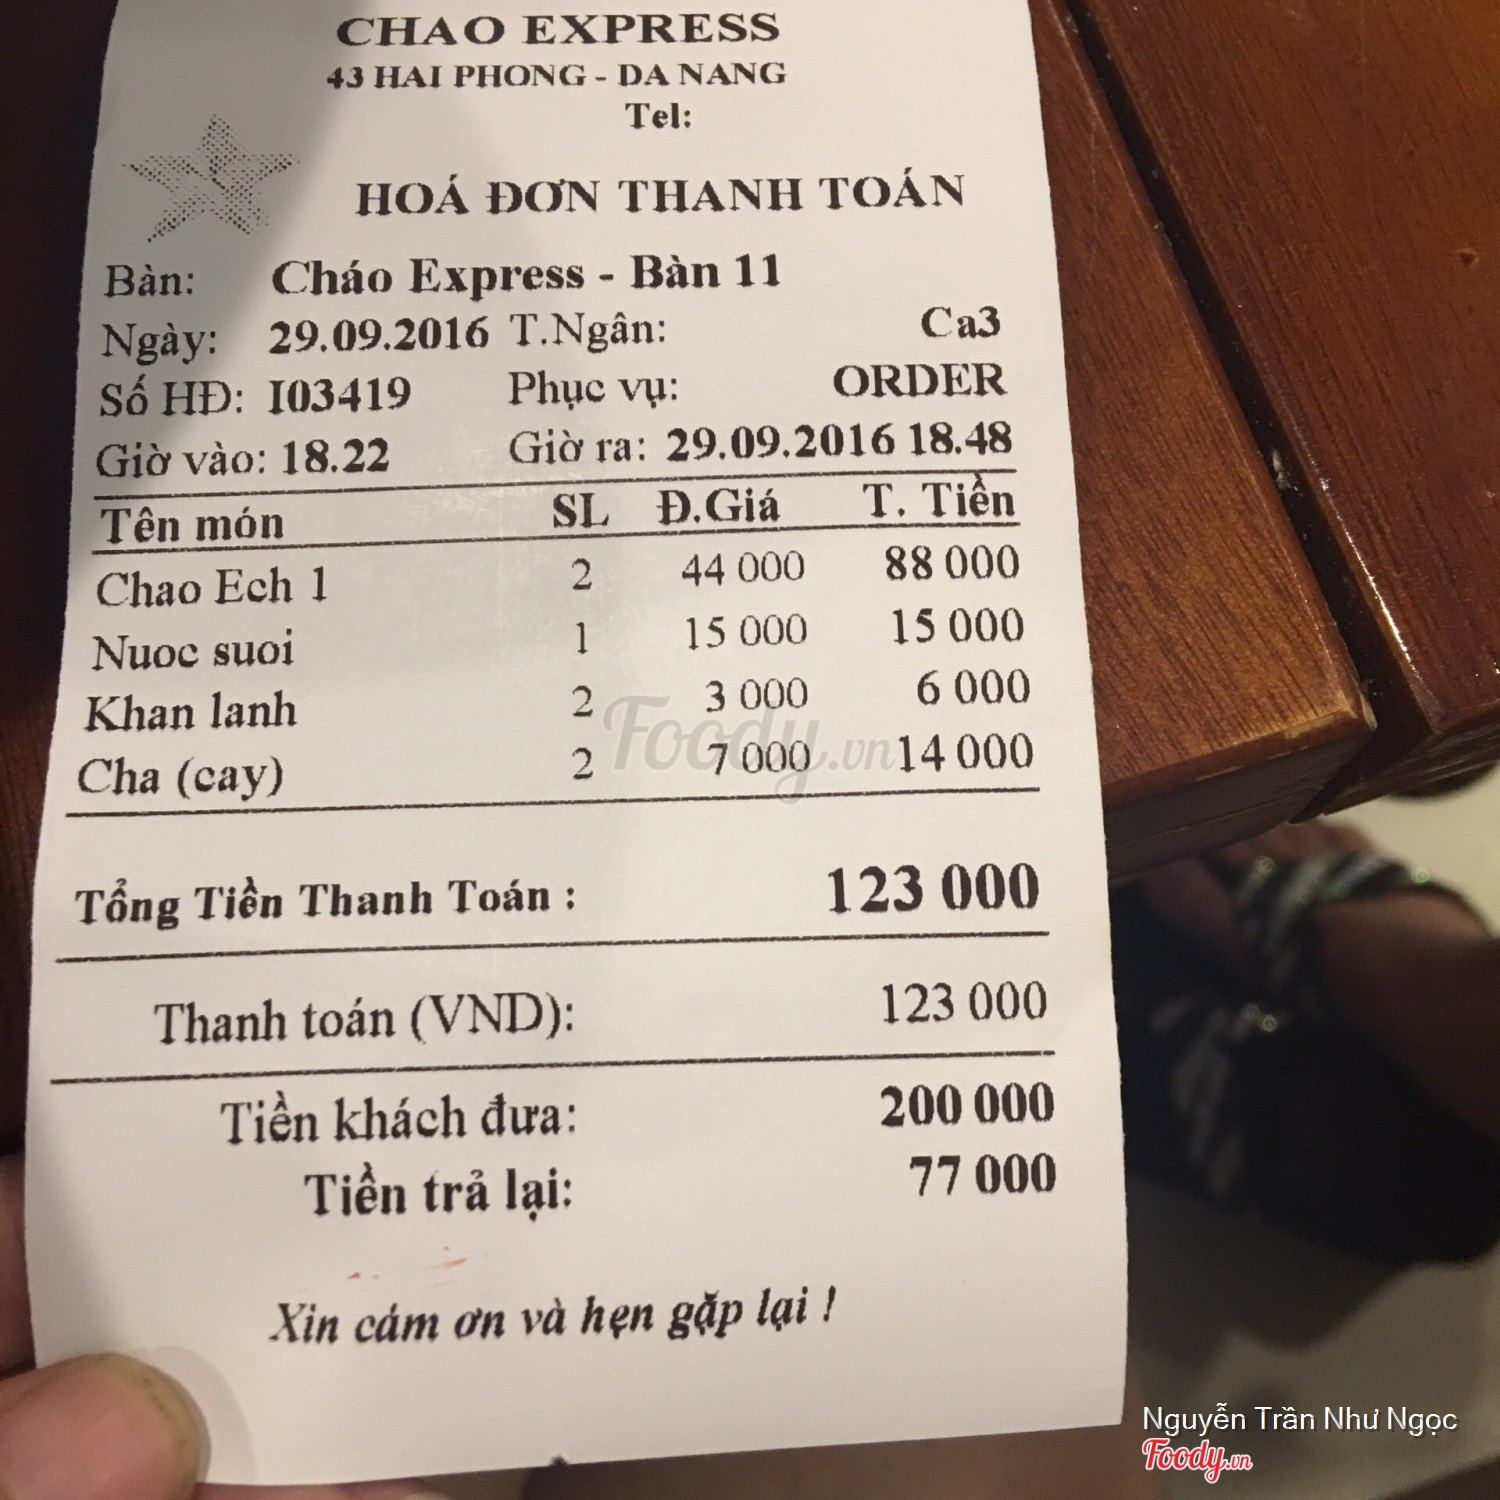 CHAO EXPRESS
43 HAI PHONG - DA NANG
Tel:
HOÁ ĐƠN THANH TOÁN
Bàn: Cháo Express - Bàn 11
Ngày: 29.09.2016 T.Ngân: Ca3
Số HĐ: I03419 Phục vụ: ORDER
Giờ vào: 18.22 Giờ ra: 29.09.2016 18.48
Tên món SL Đ.Giá T. Tiền
Chao Ech 1 2 44 000 88 000
Nuoc suoi 1 15 000 15 000
Khan lanh 2 3 000 6 000
Cha (cay) 2 7 000 14 000
Foody.vn
Tổng Tiền Thanh Toán : 123 000
Thanh toán (VND): 123 000
Tiền khách đưa: 200 000
Tiền trả lại: 77 000
Xin cám ơn và hẹn gặp lại !
Nguyễn Trần Như Ngọc
Foody.vn